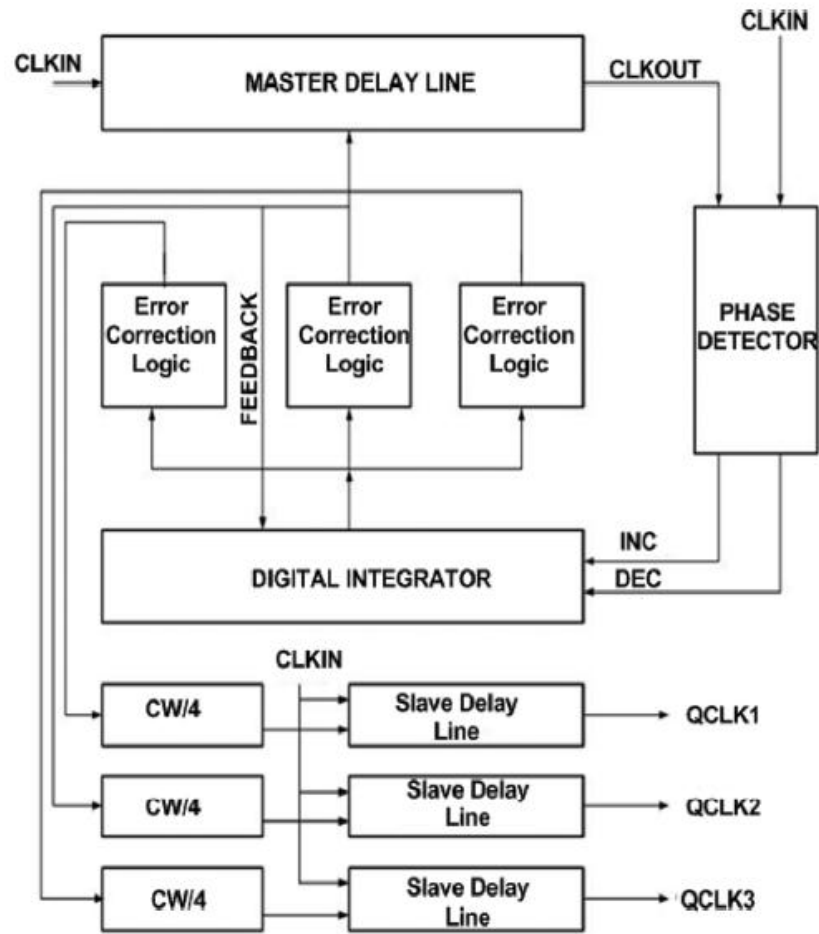 CLKIN
CLKIN
MASTER DELAY LINE
CLKOUT
Error
Correction
Logic
FEEDBACK
Error
Correction
Logic
Error
Correction
Logic
PHASE
DETECTOR
DIGITAL INTEGRATOR
INC
DEC
CLKIN
CW/4
Slave Delay
Line
QCLK1
CW/4
Slave Delay
Line
QCLK2
CW/4
Slave Delay
Line
QCLK3